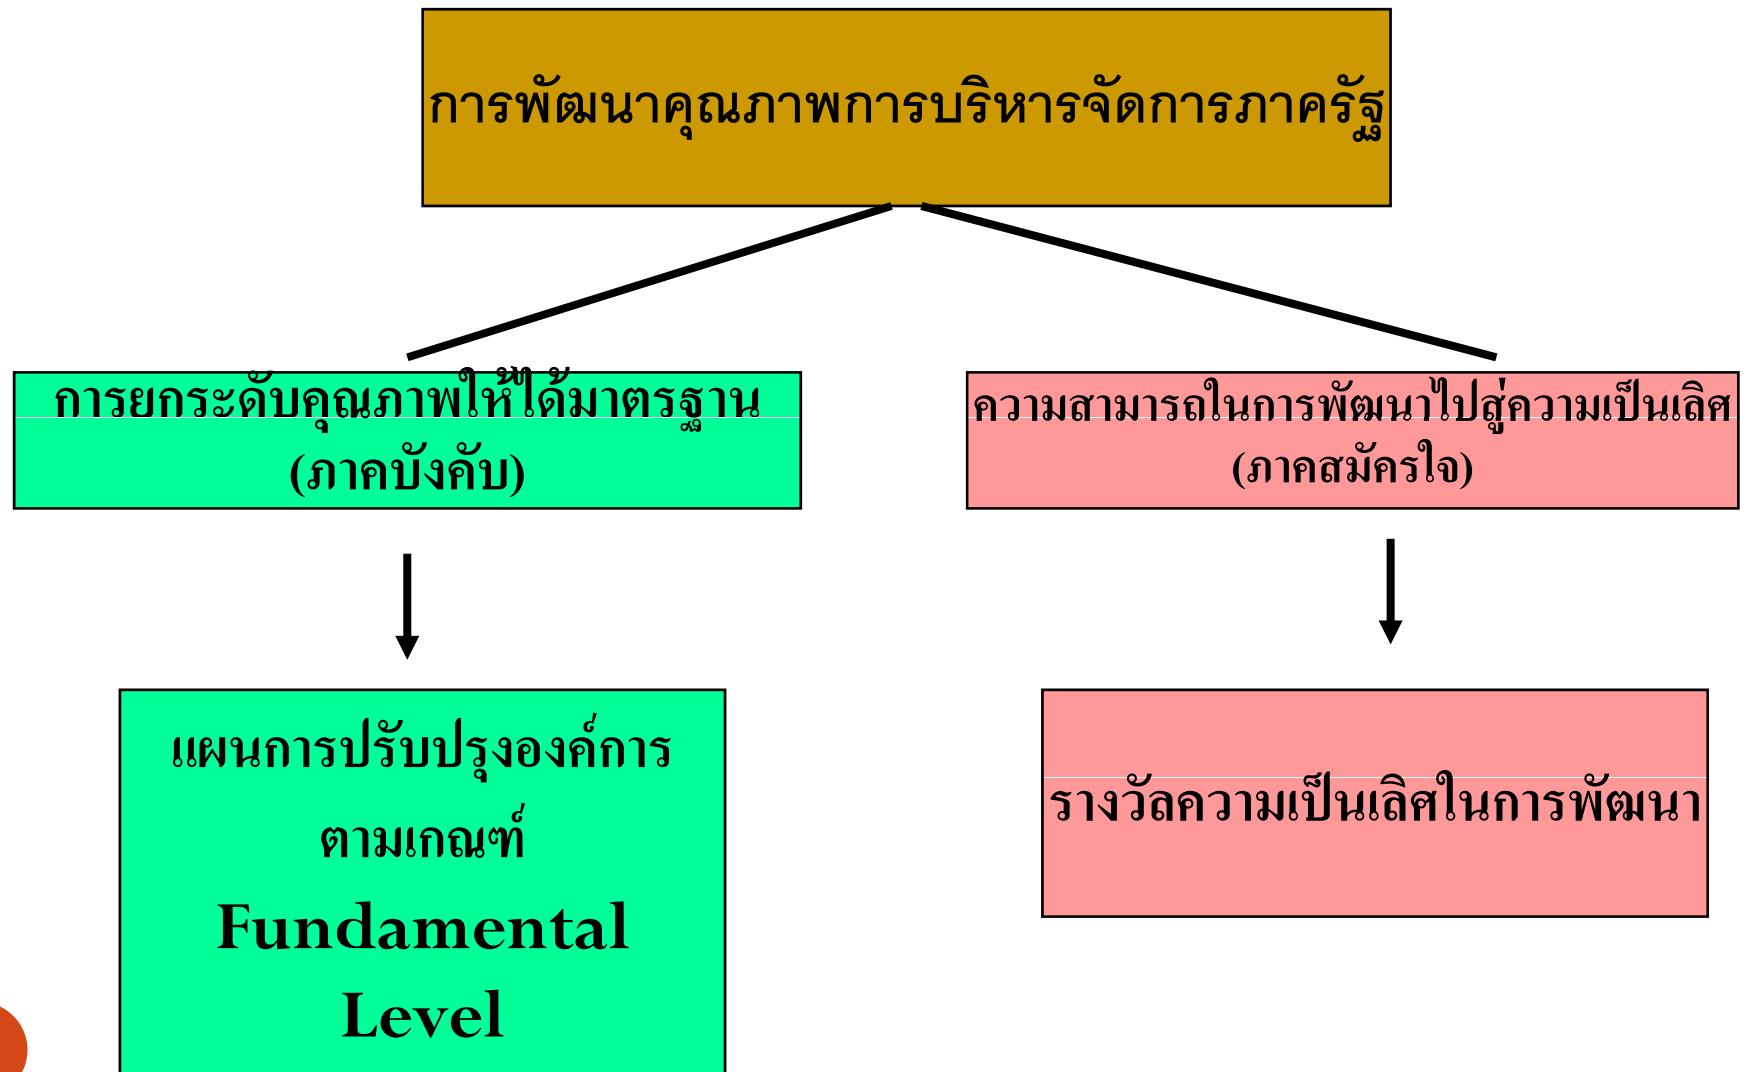 การพัฒนาคุณภาพการบริหารจัดการภาครัฐ
การยกระดับคุณภาพให้ได้มาตรฐาน
(ภาคบังคับ)
ความสามารถในการพัฒนาไปสู่ความเป็นเลิศ
(ภาคสมัครใจ)
แผนการปรับปรุงองค์การ
ตามเกณฑ์
Fundamental
Level
รางวัลความเป็นเลิศในการพัฒนา